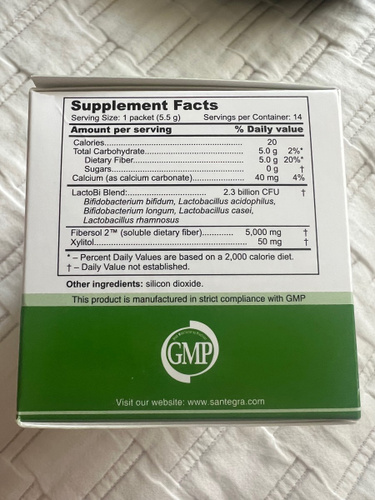 Supplement Facts
Serving Size: 1 packet (5.5 g) Servings per Container: 14
Amount per serving % Daily value
Calories........................................................ 20
Total Carbohydrate........................................ 5.0 g 2%*
Dietary Fiber.............................................. 5.0 g 20%*
Sugars....................................................... 0 g †
Calcium (as calcium carbonate).................... 40 mg 4%
LactoBi Blend:............................ 2.3 billion CFU †
Bifidobacterium bifidum, Lactobacillus acidophilus,
Bifidobacterium longum, Lactobacillus casei,
Lactobacillus rhamnosus
Fibersol 2™ (soluble dietary fiber)............ 5,000 mg †
Xylitol..................................................... 50 mg †
* – Percent Daily Values are based on a 2,000 calorie diet.
† – Daily Value not established.
Other ingredients: silicon dioxide.
This product is manufactured in strict compliance with GMP
GMP
Visit our website: www.santegra.com